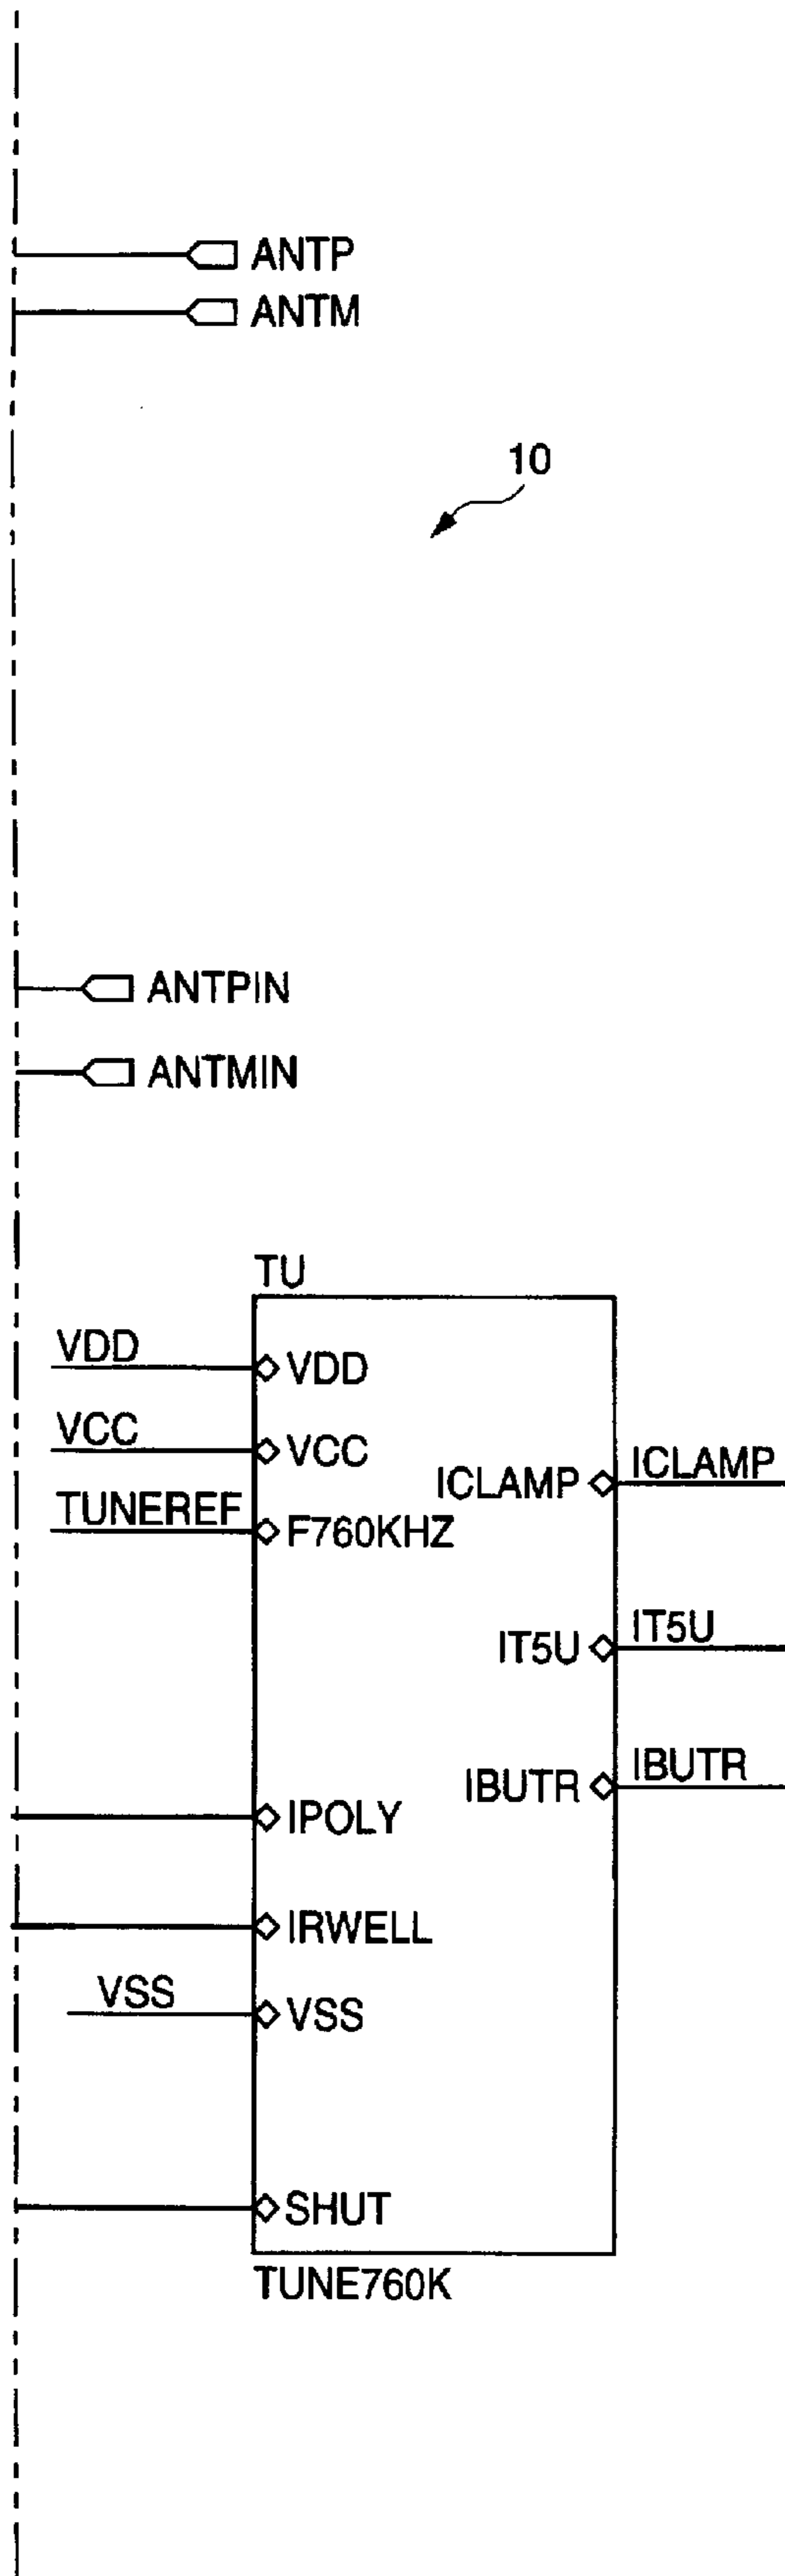 ANTP
ANTM
10
ANTPIN
ANTMIN
TU
VDD
VDD
VCC
VCC
ICLAMP
ICLAMP
TUNEREF
F760KHZ
IT5U
IT5U
IBUTR
IBUTR
IPOLY
IRWELL
VSS
VSS
SHUT
TUNE760K